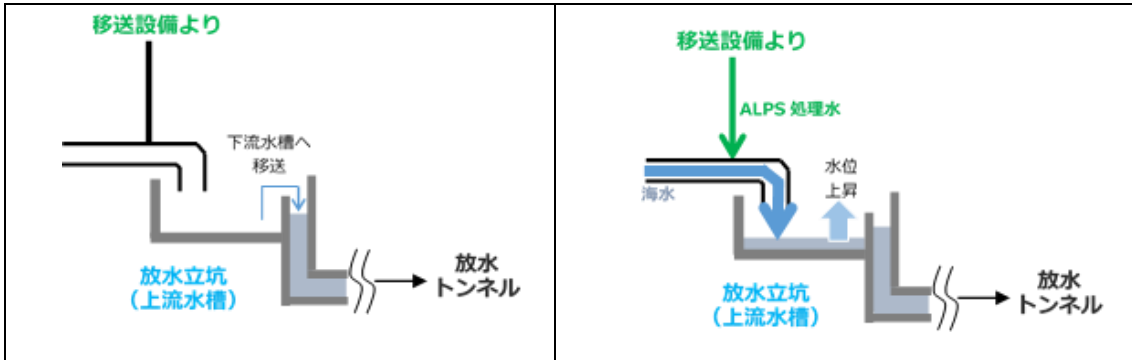 移送設備より
下流水槽へ
移送
放水立坑
（上流水槽）
放水
トンネル
移送設備より
ALPS 処理水
海水
水位
上昇
放水立坑
（上流水槽）
放水
トンネル